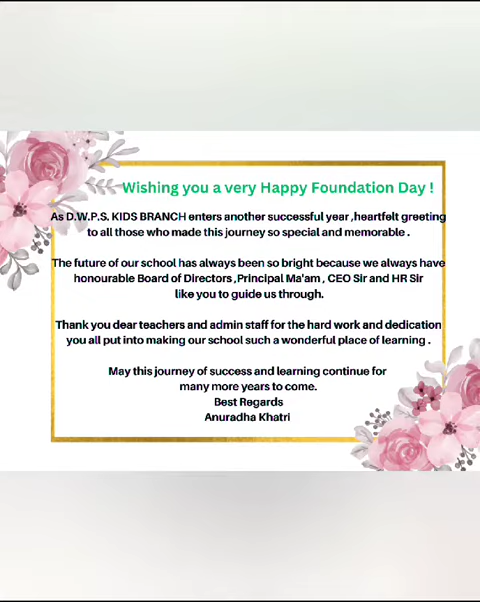 Wishing you a very Happy Foundation Day !
As D.W.P.S. KIDS BRANCH enters another successful year ,heartfelt greeting
to all those who made this journey so special and memorable .
The future of our school has always been so bright because we always have
honourable Board of Directors ,Principal Ma'am , CEO Sir and HR Sir
like you to guide us through.
Thank you dear teachers and admin staff for the hard work and dedication
you all put into making our school such a wonderful place of learning .
May this journey of success and learning continue for
many more years to come.
Best Regards
Anuradha Khatri